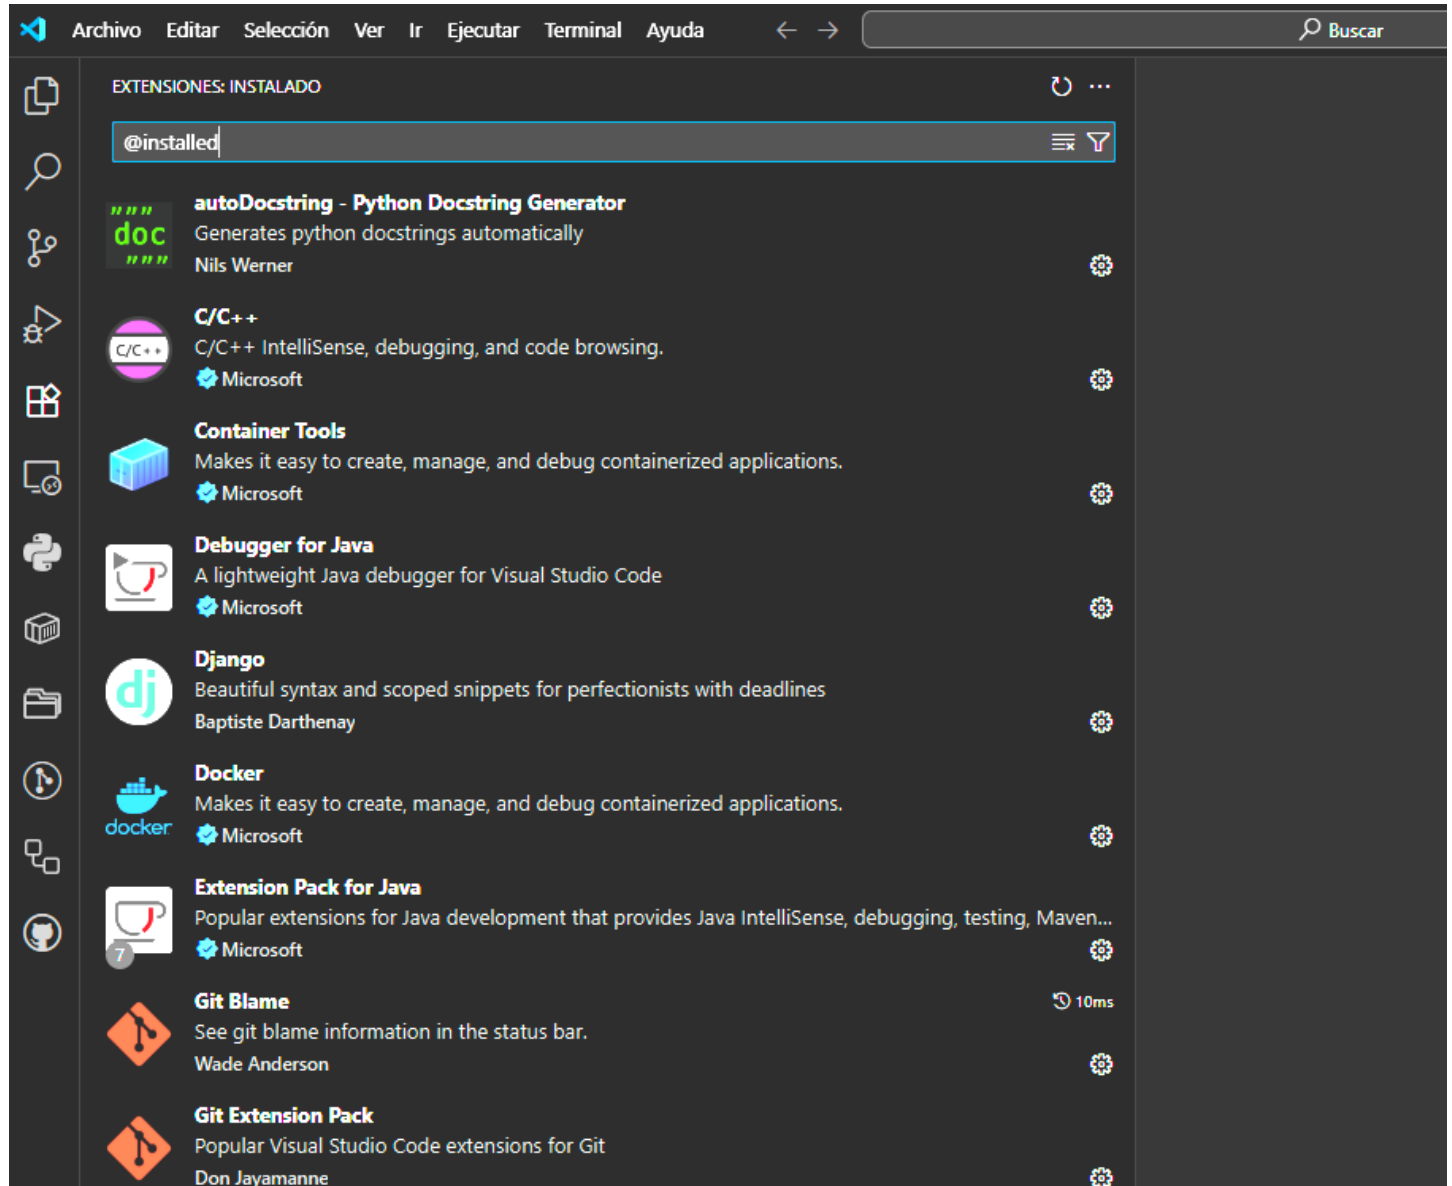 Archivo Editar Selección Ver Ir Ejecutar Terminal Ayuda Buscar
EXTENSIONES: INSTALADO
@installed
""" doc """
autoDocstring - Python Docstring Generator
Generates python docstrings automatically
Nils Werner
C/C++
C/C++
C/C++ IntelliSense, debugging, and code browsing.
Microsoft
Container Tools
Makes it easy to create, manage, and debug containerized applications.
Microsoft
Debugger for Java
A lightweight Java debugger for Visual Studio Code
Microsoft
dj
Django
Beautiful syntax and scoped snippets for perfectionists with deadlines
Baptiste Darthenay
docker
Docker
Makes it easy to create, manage, and debug containerized applications.
Microsoft
7
Extension Pack for Java
Popular extensions for Java development that provides Java IntelliSense, debugging, testing, Maven...
Microsoft
Git Blame 10ms
See git blame information in the status bar.
Wade Anderson
Git Extension Pack
Popular Visual Studio Code extensions for Git
Don Jayamanne